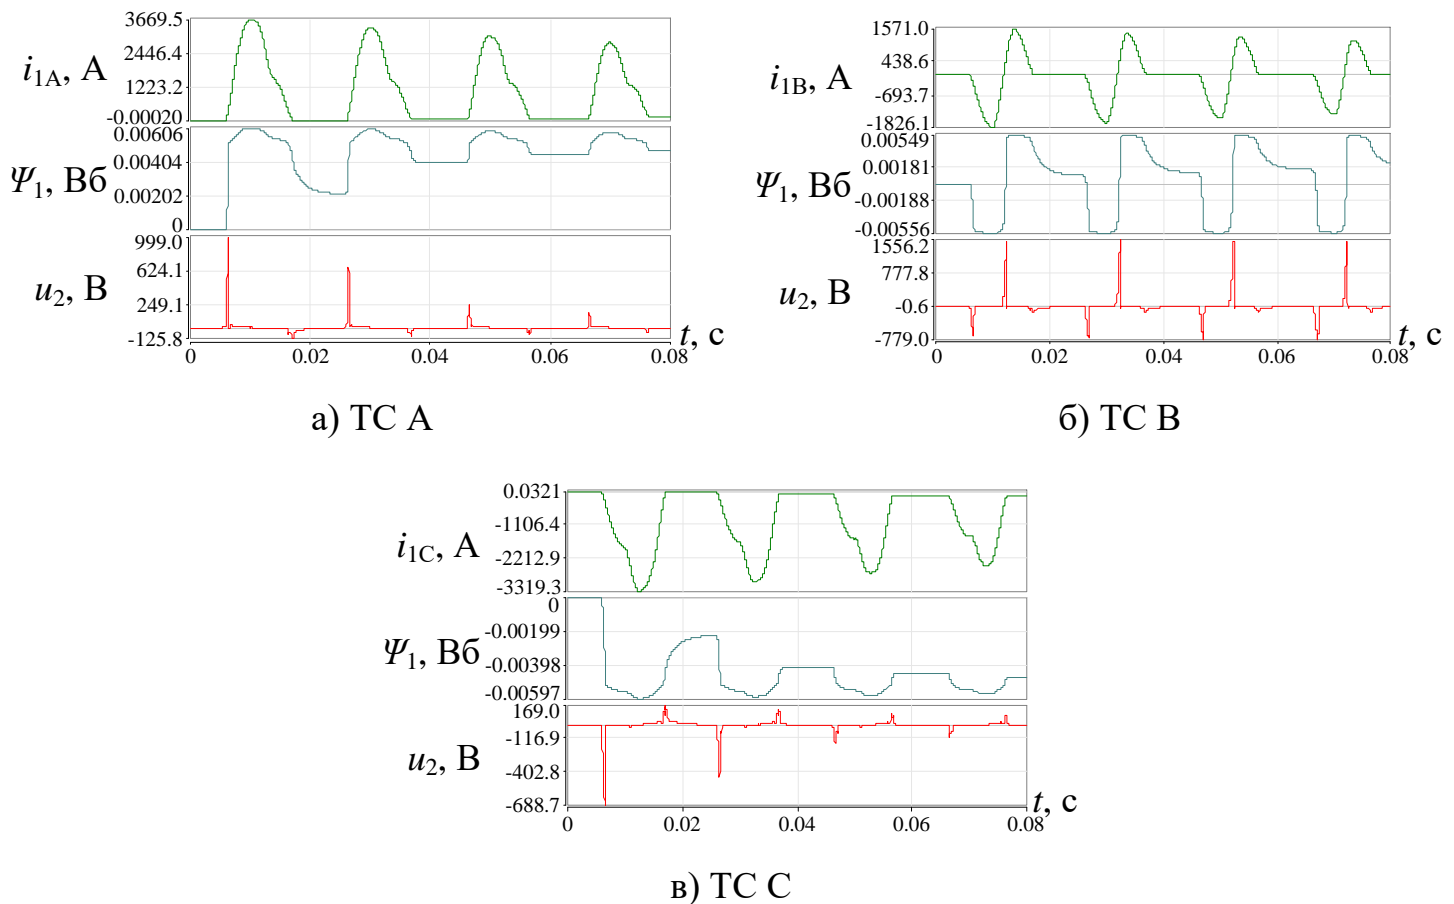 3669.5
2446.4
1223.2
-0.00020
i1A, А
0.00606
0.00404
0.00202
0
Ψ1, Вб
999.0
624.1
249.1
-125.8
u2, В
0 0.02 0.04 0.06 0.08
t, с
а) ТС А
1571.0
438.6
-693.7
-1826.1
i1B, А
0.00549
0.00181
-0.00188
-0.00556
Ψ1, Вб
1556.2
777.8
-0.6
-779.0
u2, В
0 0.02 0.04 0.06 0.08
t, с
б) ТС В
0.0321
-1106.4
-2212.9
-3319.3
i1C, А
0
-0.00199
-0.00398
-0.00597
Ψ1, Вб
169.0
-116.9
-402.8
-688.7
u2, В
0 0.02 0.04 0.06 0.08
t, с
в) ТС С